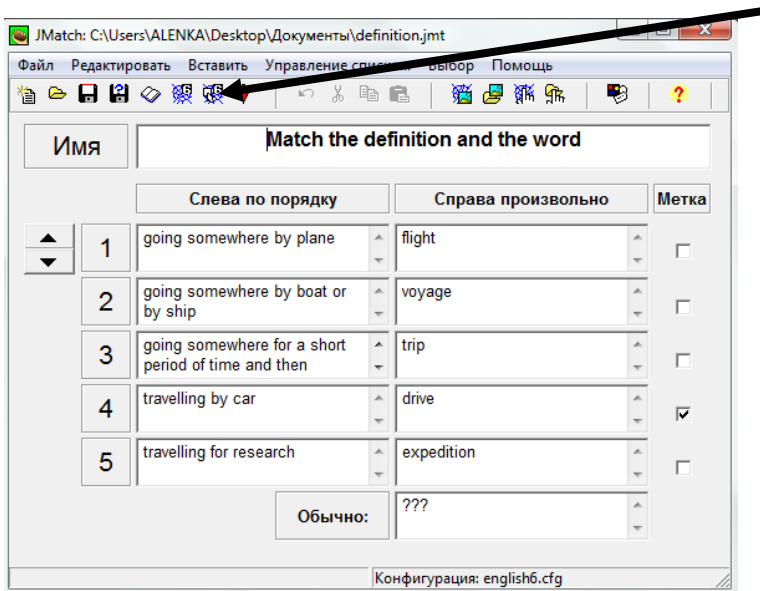 JMatch: C:\Users\ALENKA\Desktop\Документы\definition.jmt
Файл Редактировать Вставить Управление Выбор Помощь
Имя
Match the definition and the word
Слева по порядку Справа произвольно Метка
1 going somewhere by plane flight
2 going somewhere by boat or voyage
by ship
3 going somewhere for a short trip
period of time and then
4 travelling by car drive
5 travelling for research expedition
Обычно: ???
Конфигурация: english6.cfg